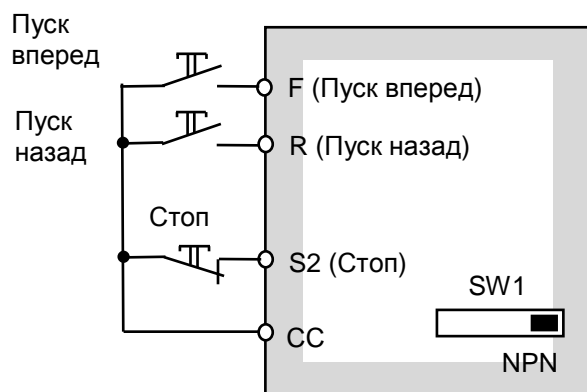 Пуск
вперед
F (Пуск вперед)
Пуск
назад
R (Пуск назад)
Стоп
S2 (Стоп)
SW1
CC
NPN